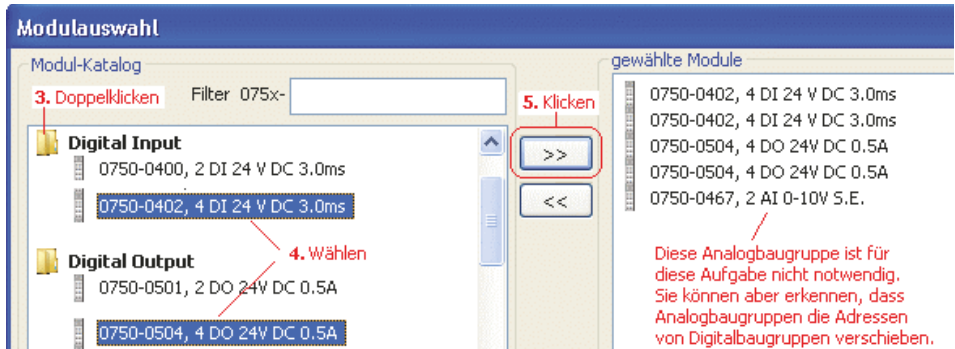 Modulauswahl
Modul-Katalog
3. Doppelklicken
Filter 075x-
Digital Input
0750-0400, 2 DI 24 V DC 3.0ms
0750-0402, 4 DI 24 V DC 3.0ms
4. Wählen
Digital Output
0750-0501, 2 DO 24V DC 0.5A
0750-0504, 4 DO 24V DC 0.5A
5. Klicken
>>
<<
gewählte Module
0750-0402, 4 DI 24 V DC 3.0ms
0750-0402, 4 DI 24 V DC 3.0ms
0750-0504, 4 DO 24V DC 0.5A
0750-0504, 4 DO 24V DC 0.5A
0750-0467, 2 AI 0-10V S.E.
Diese Analogbaugruppe ist für
diese Aufgabe nicht notwendig.
Sie können aber erkennen, dass
Analogbaugruppen die Adressen
von Digitalbaugruppen verschieben.